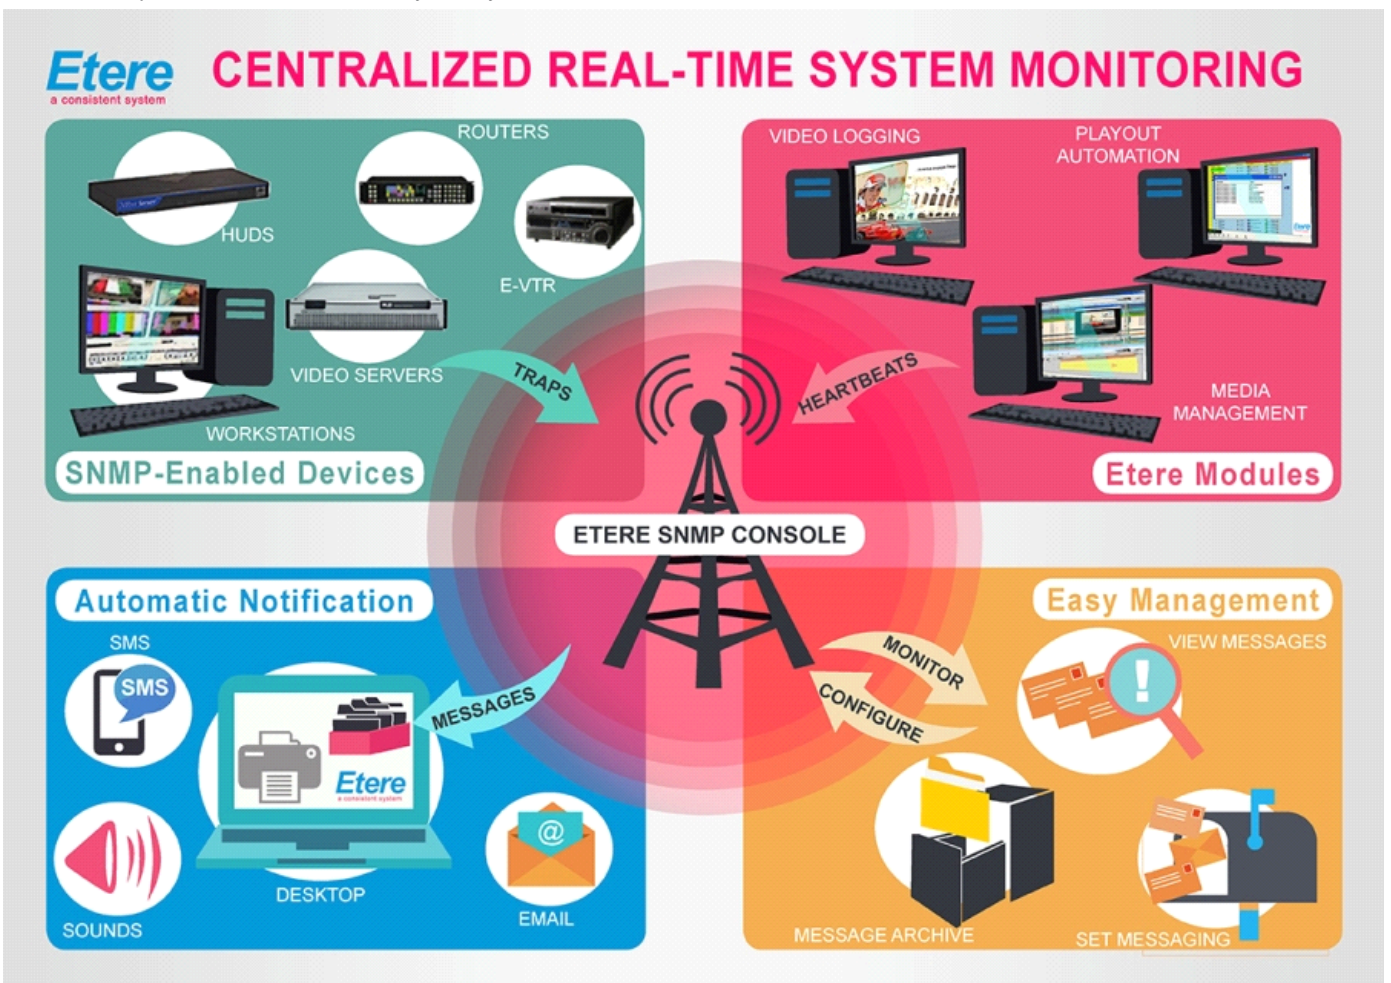 Etere
a consistent system
CENTRALIZED REAL-TIME SYSTEM MONITORING
ROUTERS
HUDS
E-VTR
VIDEO SERVERS
WORKSTATIONS
TRAPS
SNMP-Enabled Devices
VIDEO LOGGING
PLAYOUT
AUTOMATION
MEDIA
MANAGEMENT
HEARTBEATS
Etere Modules
ETERE SNMP CONSOLE
Automatic Notification
SMS
SMS
MESSAGES
Etere
a consistent system
@
DESKTOP
SOUNDS
EMAIL
Easy Management
VIEW MESSAGES
!
MONITOR
CONFIGURE
MESSAGE ARCHIVE
SET MESSAGING